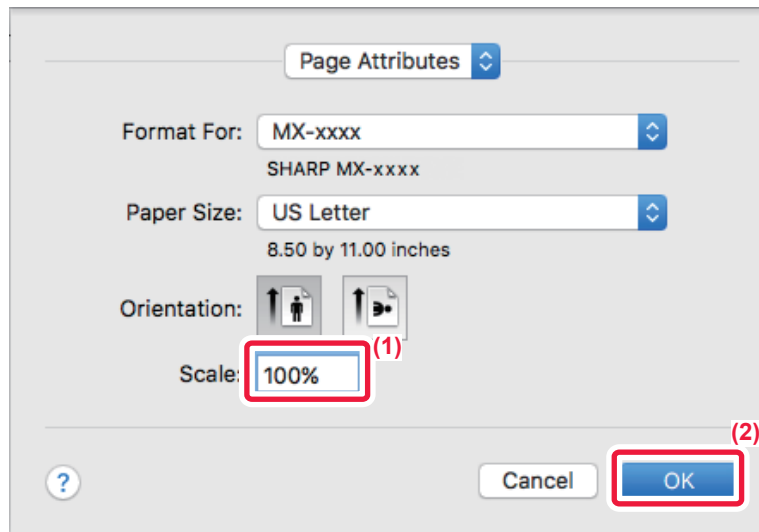 Page Attributes
Format For: MX-xxxx
SHARP MX-xxxx
Paper Size: US Letter
8.50 by 11.00 inches
Orientation:
(1)
Scale: 100%
(2)
? Cancel OK